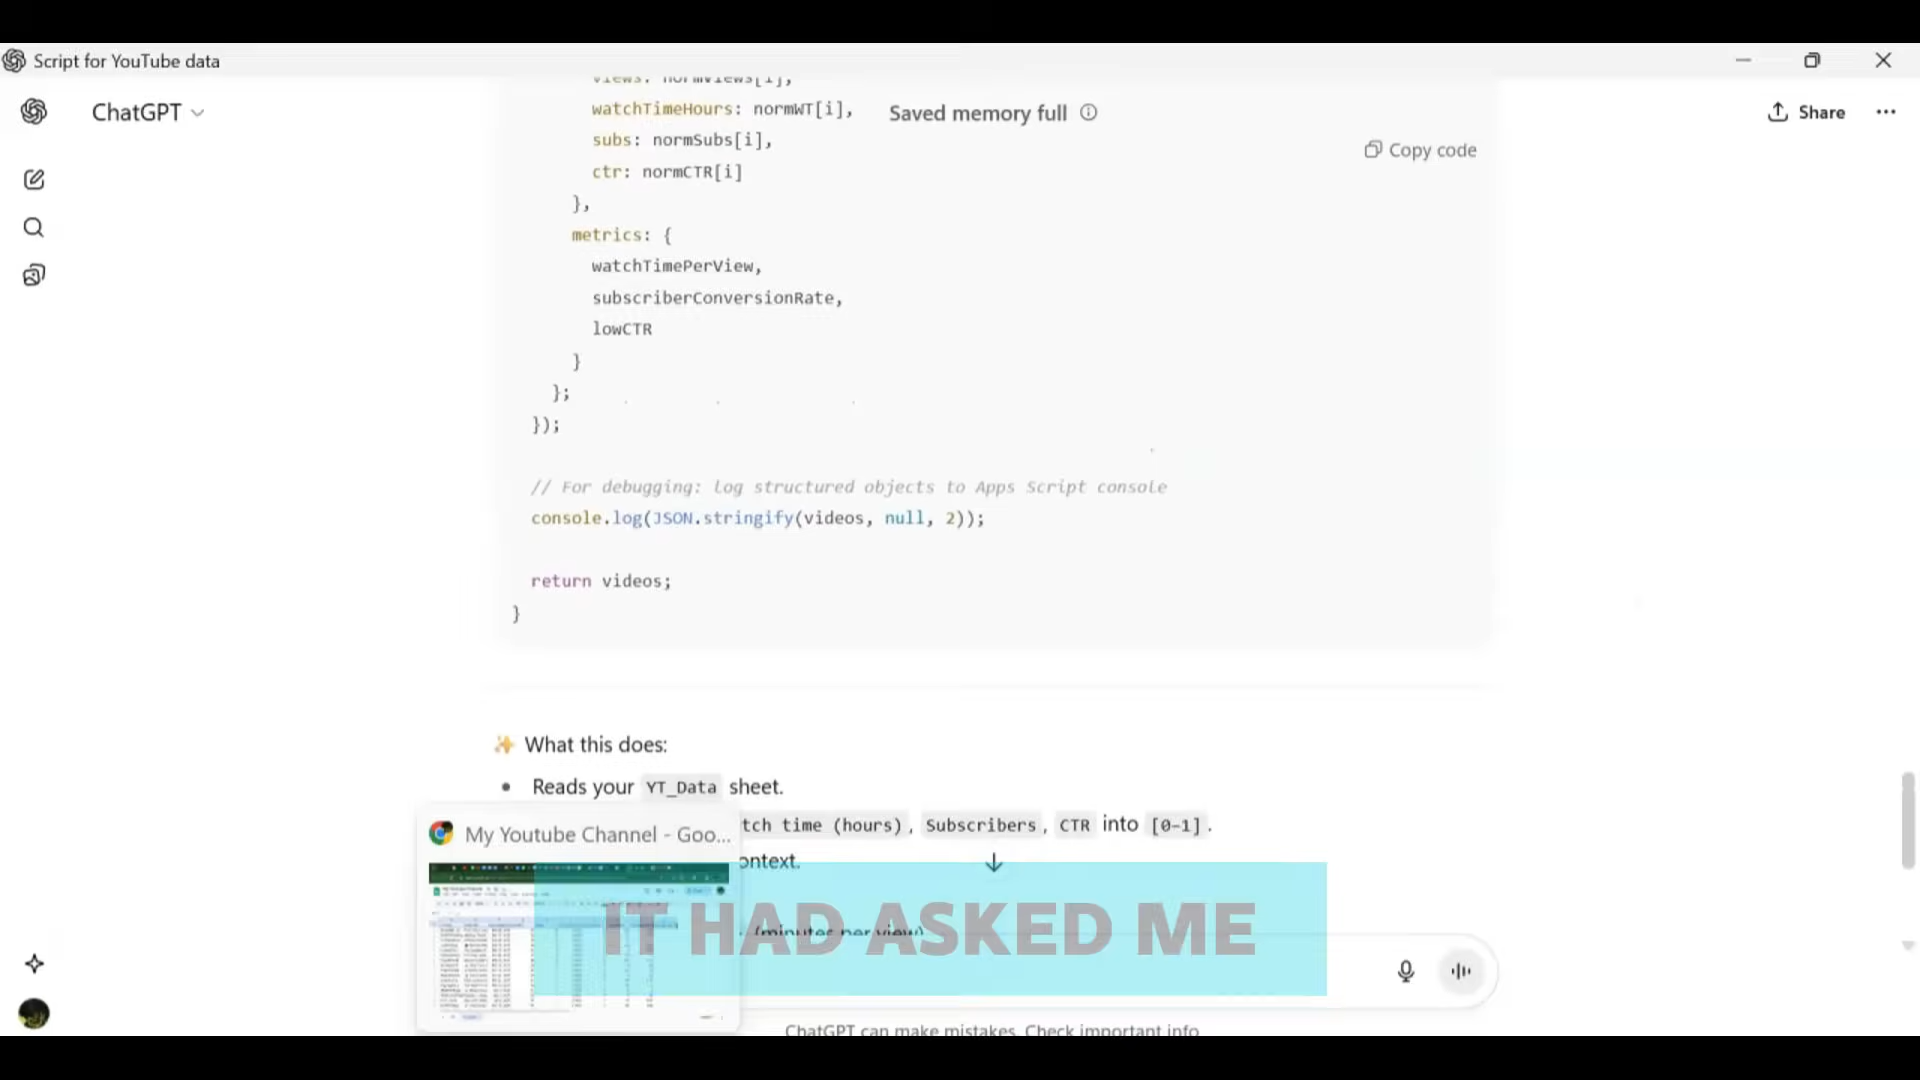 Script for YouTube data
ChatGPT
Saved memory full
Share
views: normViews[i],
watchTimeHours: normWT[i],
subs: normSubs[i],
ctr: normCTR[i]
},
Copy code
metrics: {
watchTimePerView,
subscriberConversionRate,
lowCTR
}
};
});
// For debugging: log structured objects to Apps Script console
console.log(JSON.stringify(videos, null, 2));
return videos;
}
✨ What this does:
• Reads your YT_Data sheet.
tch time (hours), Subscribers, CTR into [0–1].
My Youtube Channel - Goo...
ontext.
(minutes per view)
IT HAD ASKED ME
ChatGPT can make mistakes. Check important info